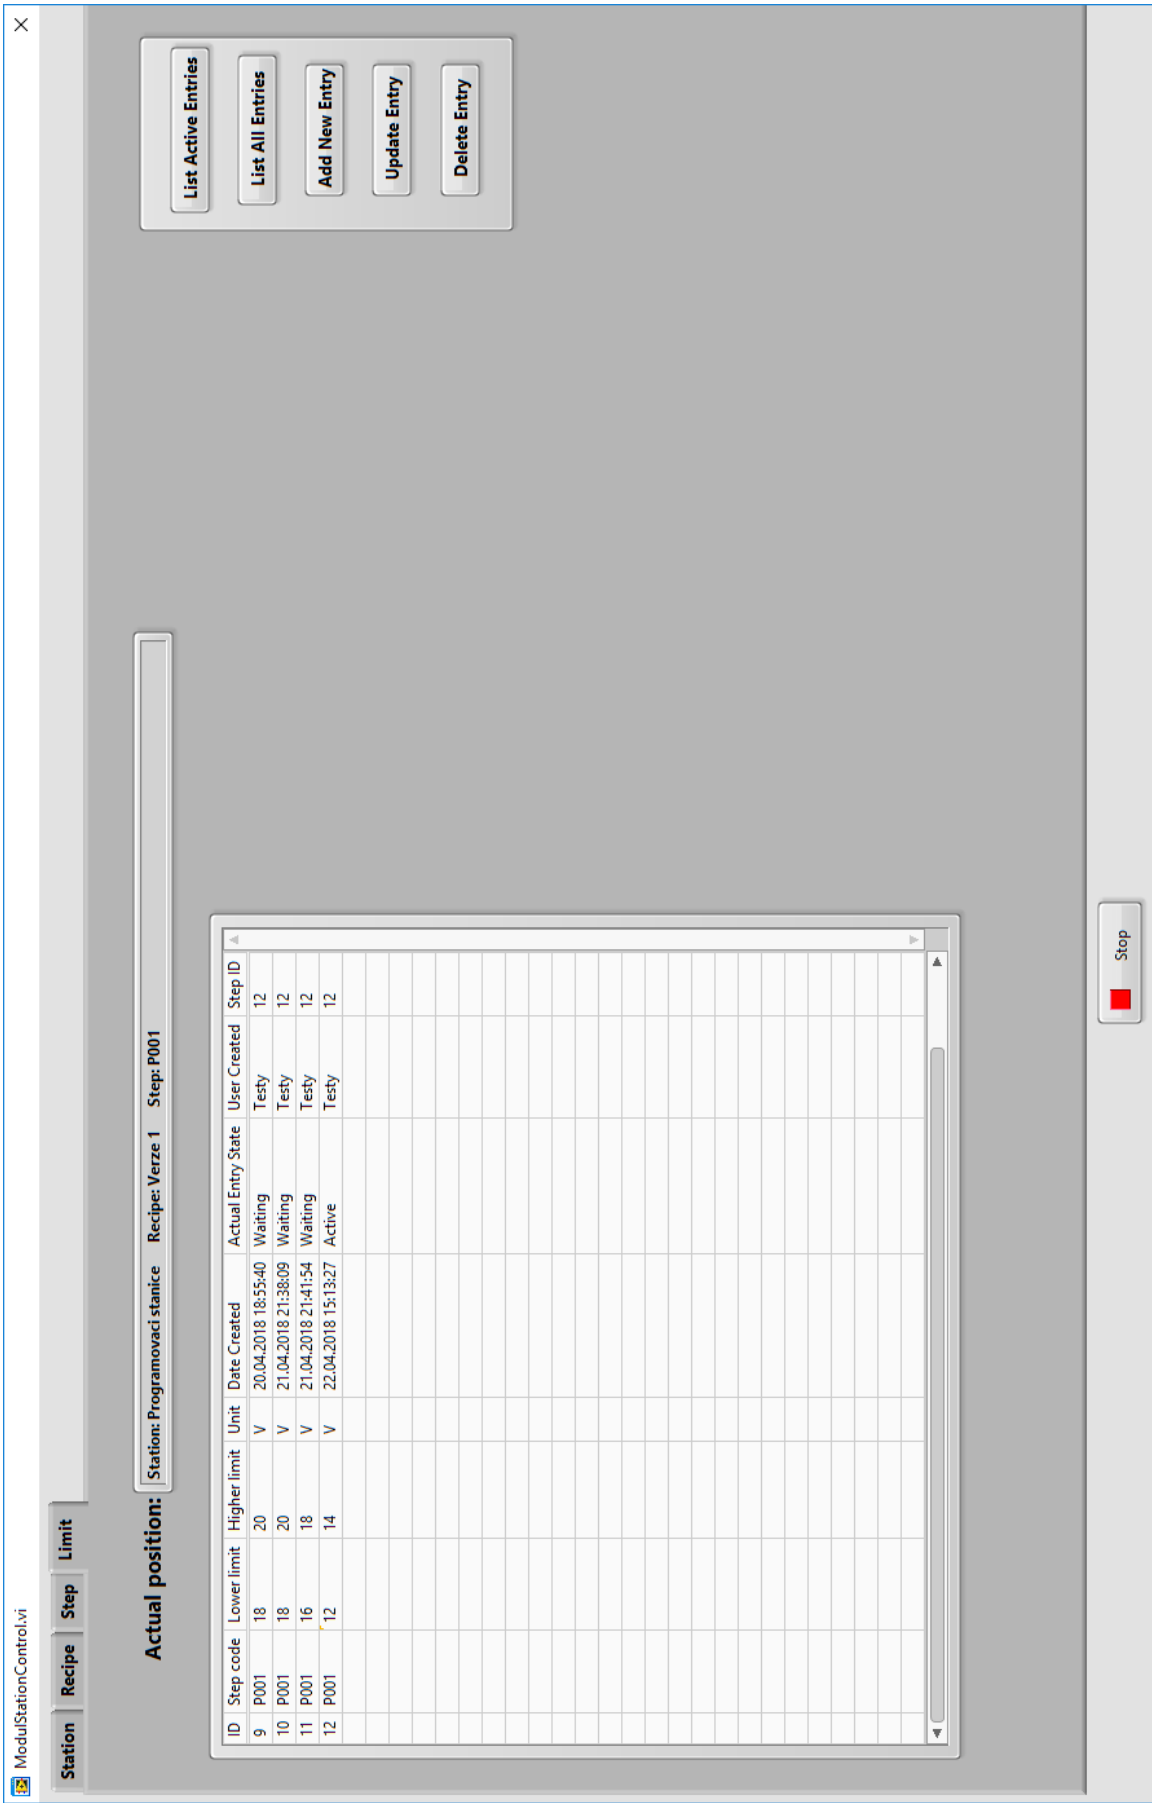 ModulStationControl.vi
Station Recipe Step Limit
Actual position: Station: Programovaci stanice Recipe: Verze 1 Step: P001
List Active Entries
List All Entries
Add New Entry
Update Entry
Delete Entry
ID Step code Lower limit Higher limit Unit Date Created Actual Entry State User Created Step ID
9 P001 18 20 V 20.04.2018 18:55:40 Waiting Testy 12
10 P001 18 20 V 21.04.2018 21:38:09 Waiting Testy 12
11 P001 16 18 V 21.04.2018 21:41:54 Waiting Testy 12
12 P001 12 14 V 22.04.2018 15:13:27 Active Testy 12
Stop